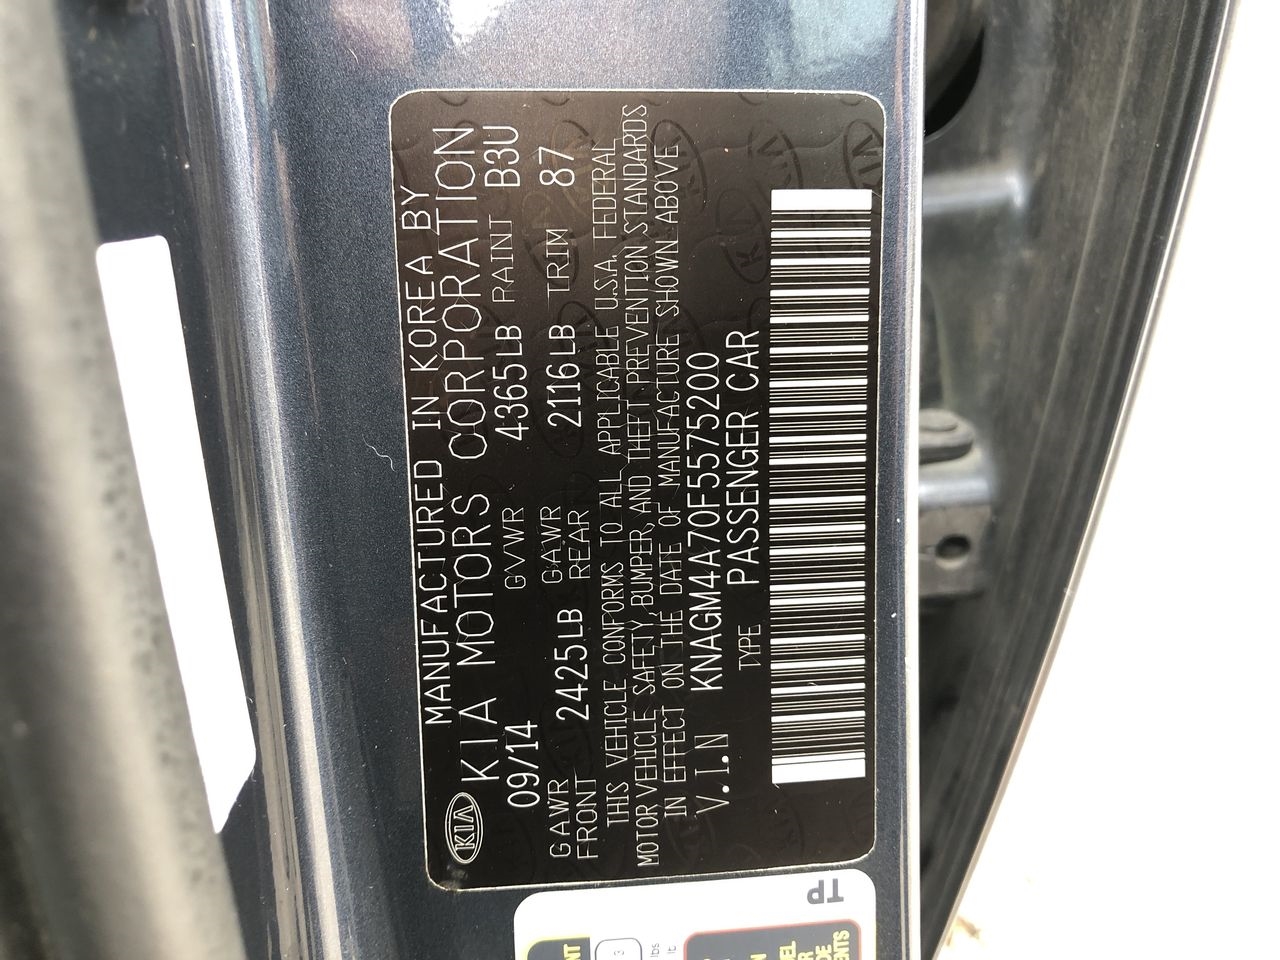 MANUFACTURED IN KOREA BY
KIA KIA MOTORS CORPORATION
09/14 GVWR 4365LB PAINT B3U
GAWR FRONT 2425LB GAWR REAR 2116LB TRIM 87
THIS VEHICLE CONFORMS TO ALL APPLICABLE U.S.A. FEDERAL
MOTOR VEHICLE SAFETY, BUMPER, AND THEFT PREVENTION STANDARDS
IN EFFECT ON THE DATE OF MANUFACTURE SHOWN ABOVE
V.I.N KNAGM4A70F5575200
TYPE PASSENGER CAR
TP